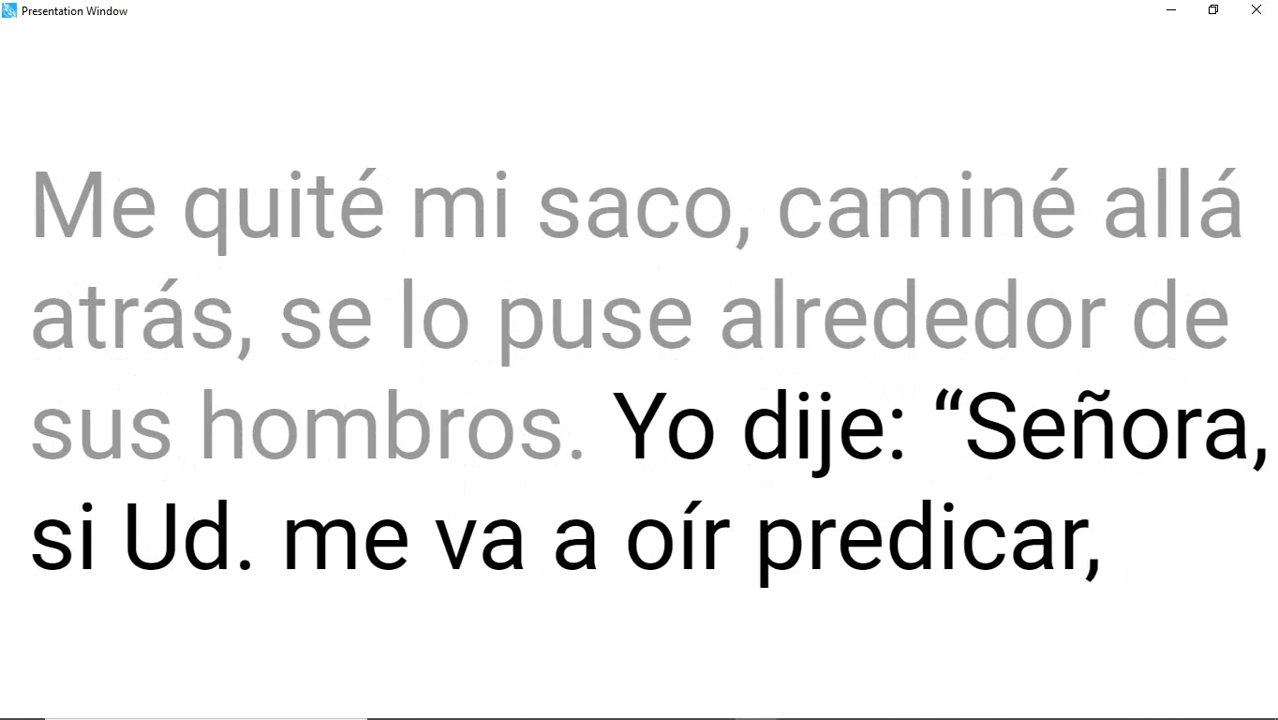 Presentation Window
Me quité mi saco, caminé allá
atrás, se lo puse alrededor de
sus hombros. Yo dije: “Señora,
si Ud. me va a oír predicar,